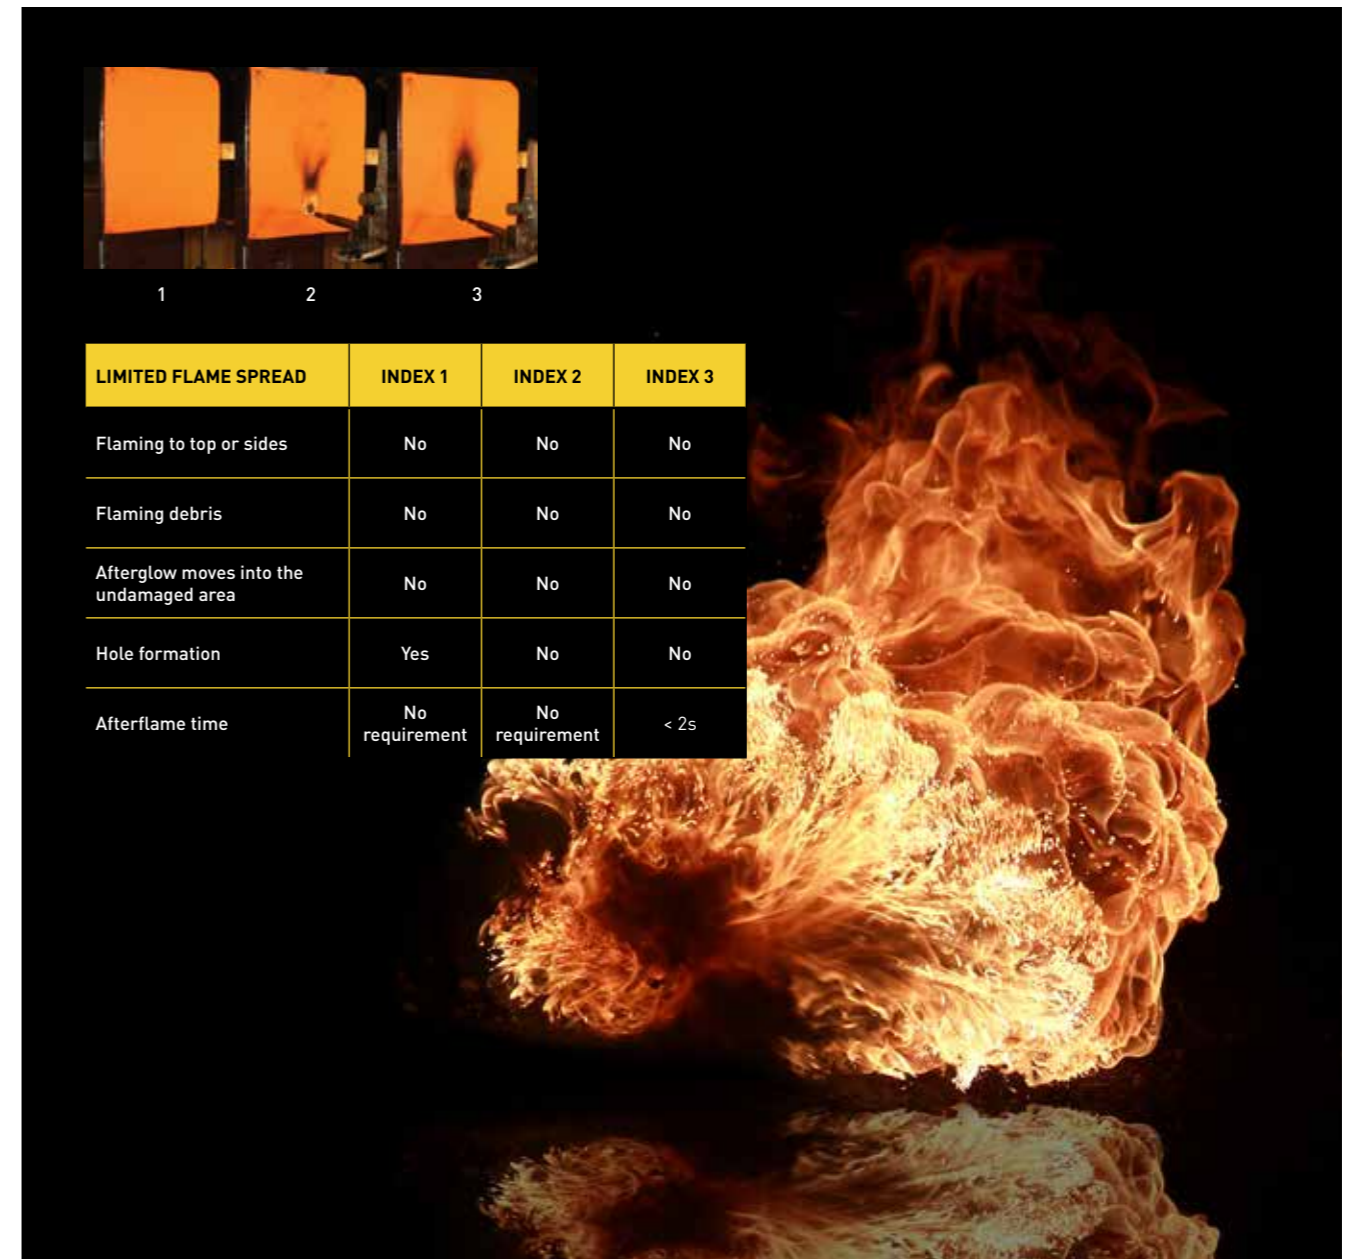 1 2 3
LIMITED FLAME SPREAD INDEX 1 INDEX 2 INDEX 3
Flaming to top or sides No No No
Flaming debris No No No
Afterglow moves into the
undamaged area No No No
Hole formation Yes No No
Afterflame time No requirement No requirement < 2s